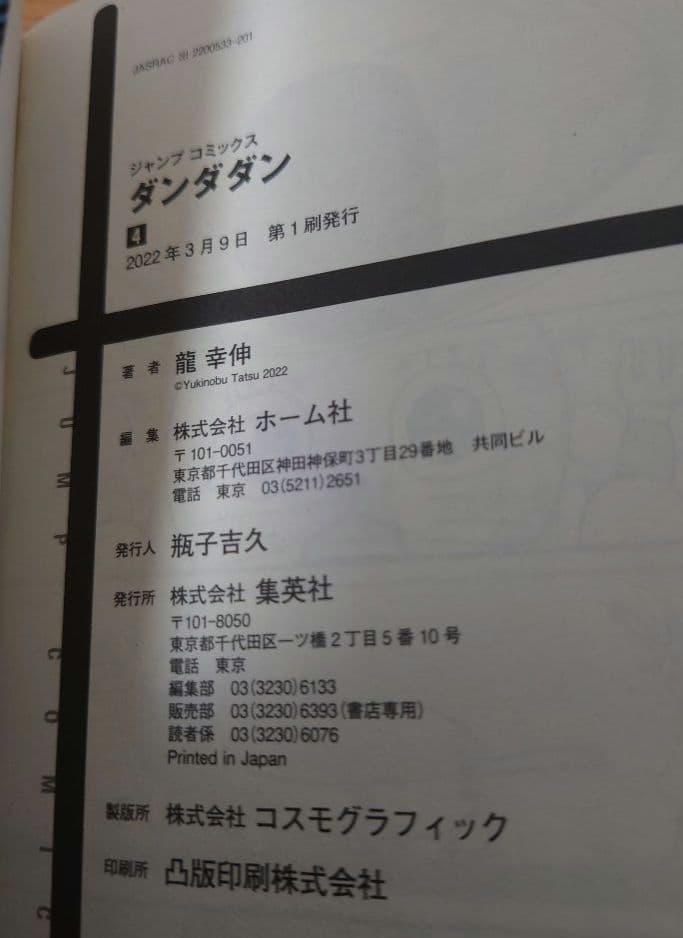 JASRAC 出 2200533-201
ジャンプ コミックス
ダンダダン
4
2022年3月9日 第1刷発行
著者 龍 幸伸
©Yukinobu Tatsu 2022
編集 株式会社 ホーム社
〒101-0051
東京都千代田区神田神保町3丁目29番地 共同ビル
電話 東京 03(5211)2651
発行人 瓶子吉久
発行所 株式会社 集英社
〒101-8050
東京都千代田区一ツ橋2丁目5番10号
電話 東京
編集部 03(3230)6133
販売部 03(3230)6393(書店専用)
読者係 03(3230)6076
Printed in Japan
製版所 株式会社 コスモグラフィック
印刷所 凸版印刷株式会社
JUMP COMIC